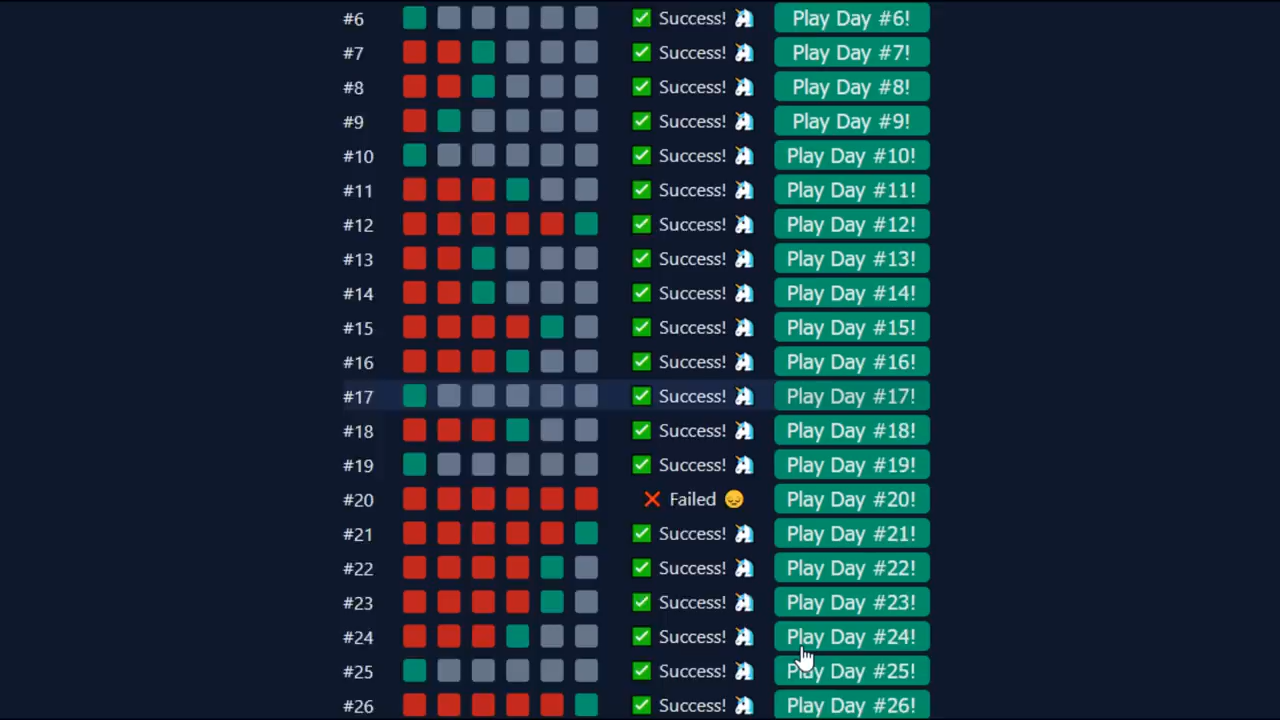 #6 Success! Play Day #6!
#7 Success! Play Day #7!
#8 Success! Play Day #8!
#9 Success! Play Day #9!
#10 Success! Play Day #10!
#11 Success! Play Day #11!
#12 Success! Play Day #12!
#13 Success! Play Day #13!
#14 Success! Play Day #14!
#15 Success! Play Day #15!
#16 Success! Play Day #16!
#17 Success! Play Day #17!
#18 Success! Play Day #18!
#19 Success! Play Day #19!
#20 Failed Play Day #20!
#21 Success! Play Day #21!
#22 Success! Play Day #22!
#23 Success! Play Day #23!
#24 Success! Play Day #24!
#25 Success! Play Day #25!
#26 Success! Play Day #26!